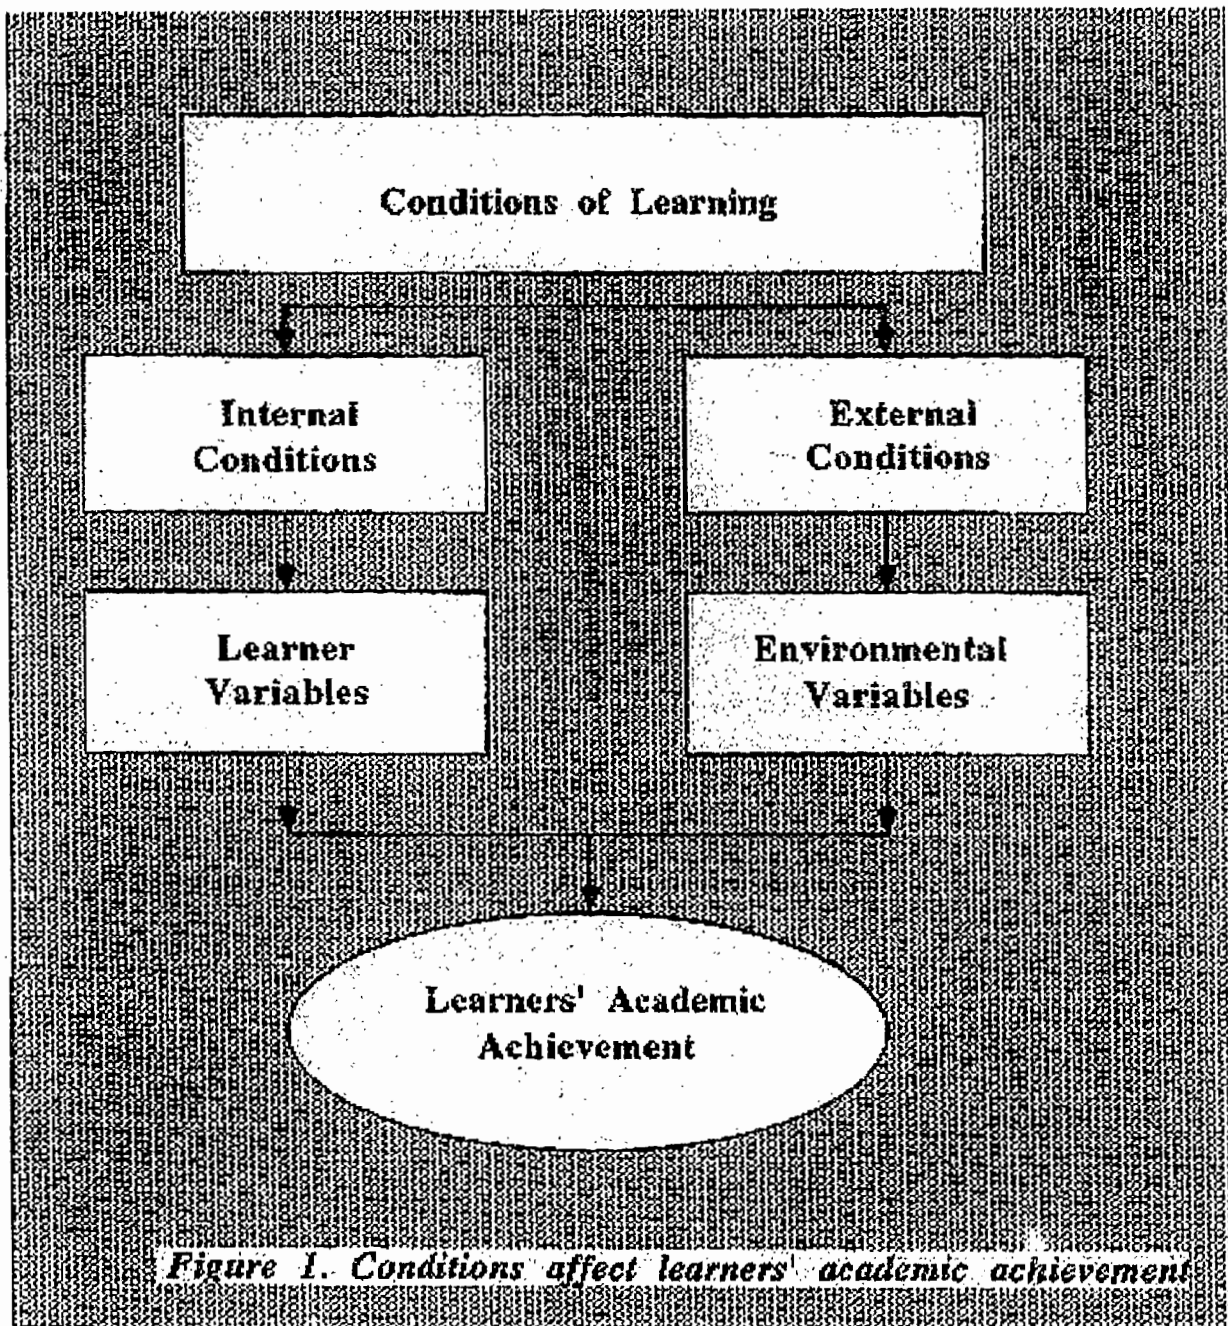 Conditions of Learning
Internal
Conditions
External
Conditions
Learner
Variables
Environmental
Variables
Learners' Academic
Achievement
Figure 1. Conditions affect learners' academic achievement